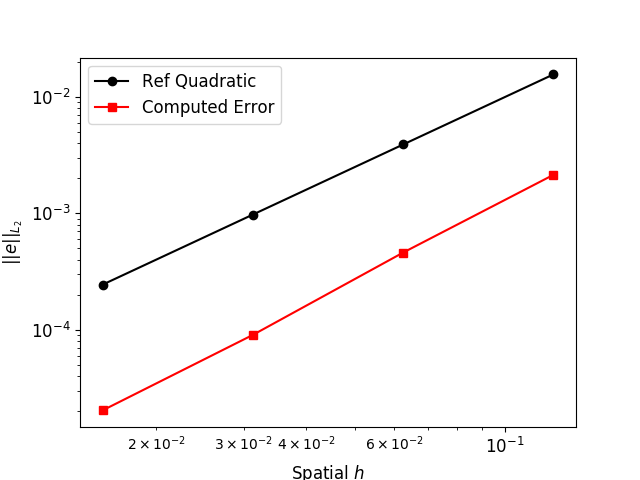 Ref Quadratic
Computed Error
10⁻²
10⁻³
10⁻⁴
||e||_{L₂}
2 × 10⁻² 3 × 10⁻² 4 × 10⁻² 6 × 10⁻² 10⁻¹
Spatial h